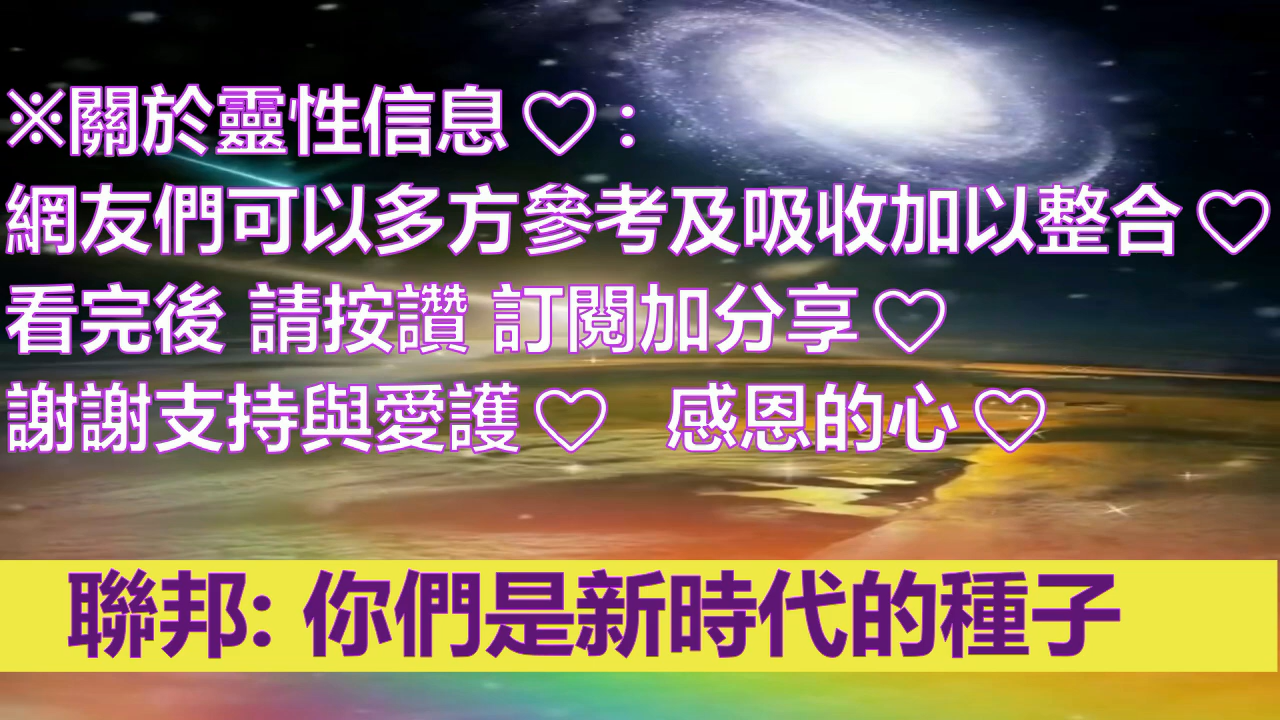 ※關於靈性信息♡:
網友們可以多方參考及吸收加以整合♡
看完後 請按讚 訂閱加分享♡
謝謝支持與愛護♡ 感恩的心♡
聯邦: 你們是新時代的種子